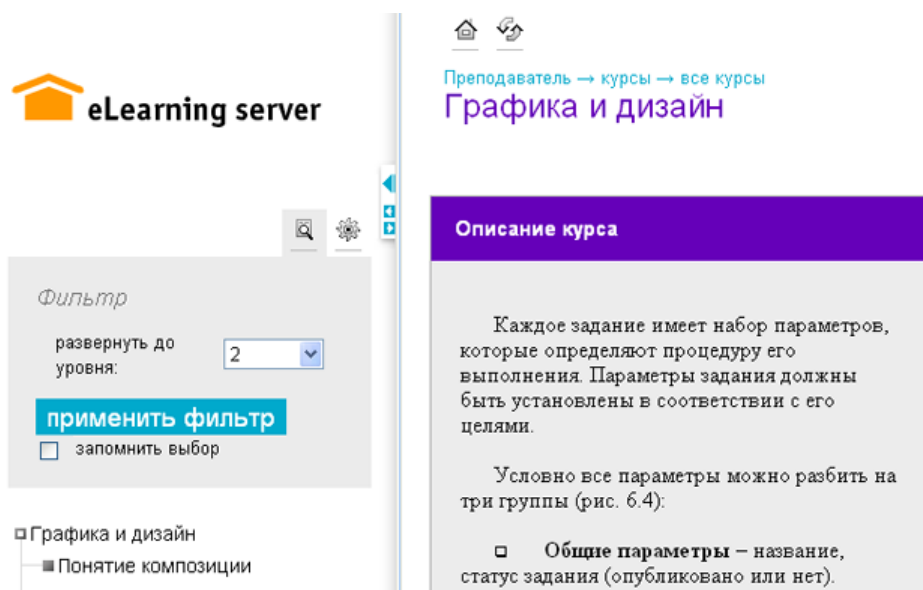 eLearning server
Фильтр
развернуть до
уровня:
2
применить фильтр
запомнить выбор
Графика и дизайн
Понятие композиции
Преподаватель → курсы → все курсы
Графика и дизайн
Описание курса
Каждое задание имеет набор параметров,
которые определяют процедуру его
выполнения. Параметры задания должны
быть установлены в соответствии с его
целями.
Условно все параметры можно разбить на
три группы (рис. 6.4):
Общие параметры – название,
статус задания (опубликовано или нет).